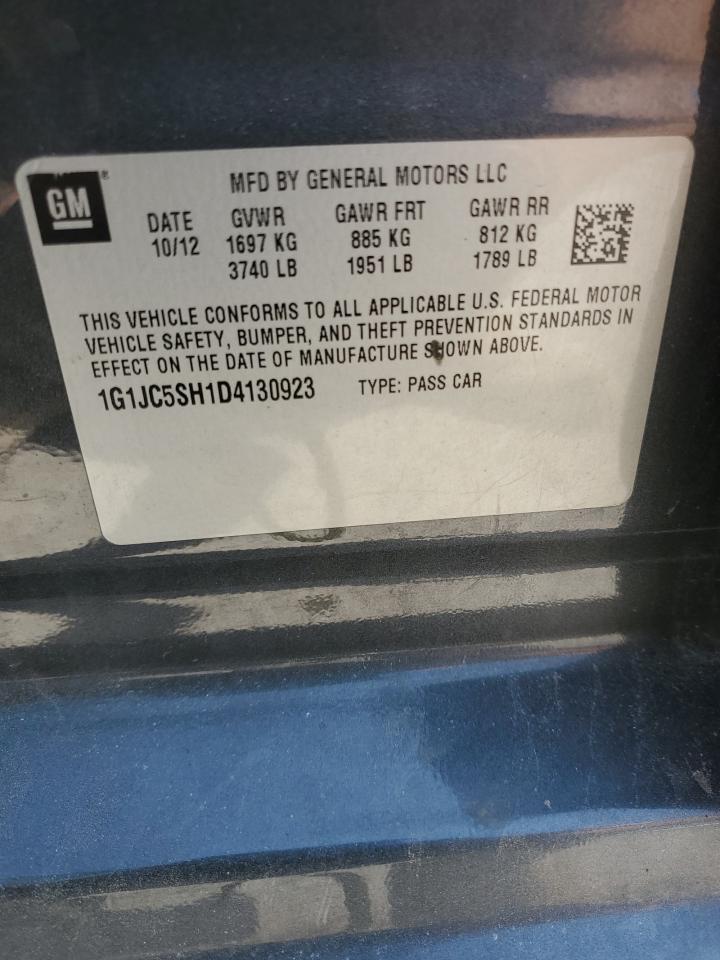 GM®
MFD BY GENERAL MOTORS LLC
DATE GVWR GAWR FRT GAWR RR
10/12 1697 KG 885 KG 812 KG
3740 LB 1951 LB 1789 LB
THIS VEHICLE CONFORMS TO ALL APPLICABLE U.S. FEDERAL MOTOR
VEHICLE SAFETY, BUMPER, AND THEFT PREVENTION STANDARDS IN
EFFECT ON THE DATE OF MANUFACTURE SHOWN ABOVE.
1G1JC5SH1D4130923 TYPE: PASS CAR